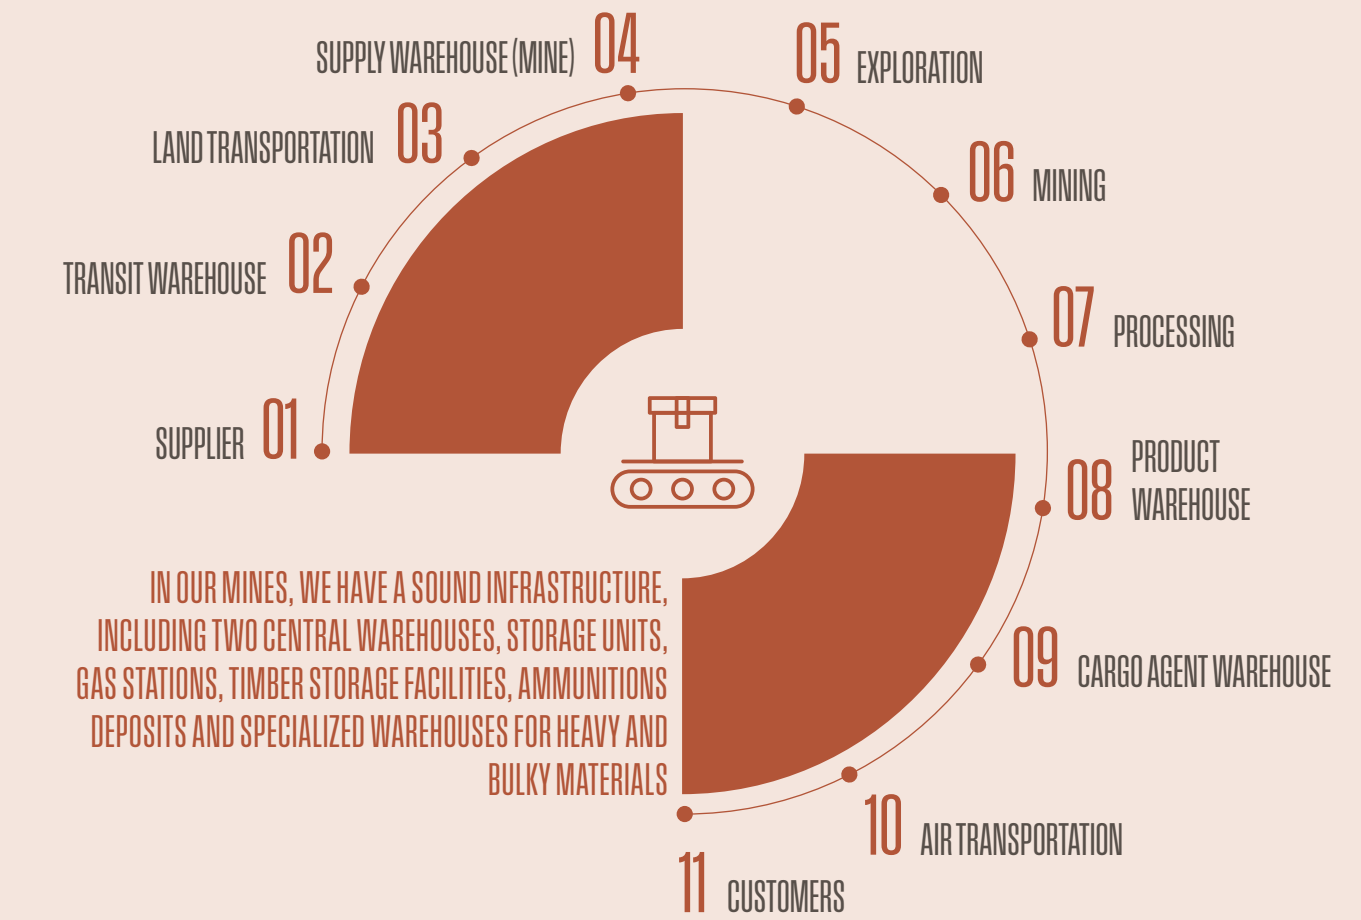 01 SUPPLIER
02 TRANSIT WAREHOUSE
03 LAND TRANSPORTATION
04 SUPPLY WAREHOUSE (MINE)
05 EXPLORATION
06 MINING
07 PROCESSING
08 PRODUCT
WAREHOUSE
09 CARGO AGENT WAREHOUSE
10 AIR TRANSPORTATION
11 CUSTOMERS
IN OUR MINES, WE HAVE A SOUND INFRASTRUCTURE,
INCLUDING TWO CENTRAL WAREHOUSES, STORAGE UNITS,
GAS STATIONS, TIMBER STORAGE FACILITIES, AMMUNITIONS
DEPOSITS AND SPECIALIZED WAREHOUSES FOR HEAVY AND
BULKY MATERIALS